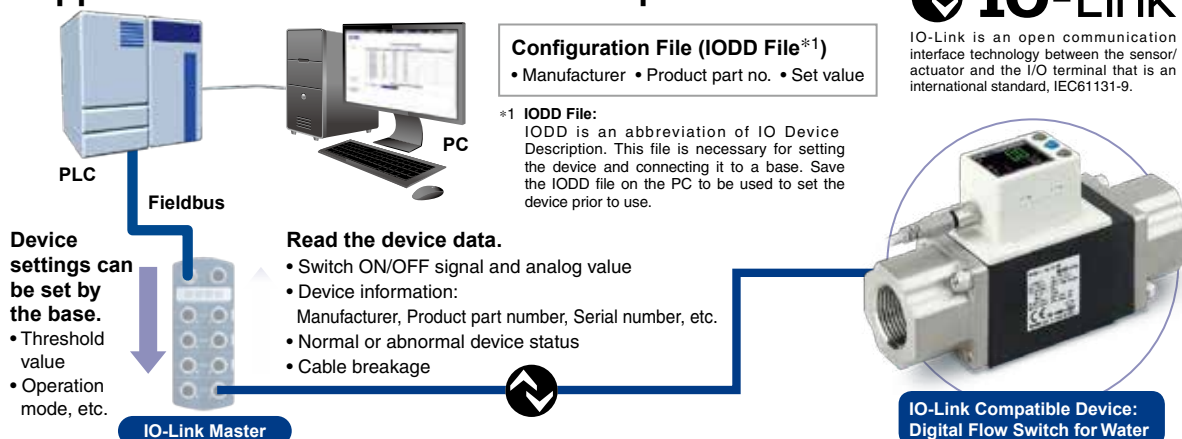 IO-Link
IO-Link is an open communication
interface technology between the sensor/
actuator and the I/O terminal that is an
international standard, IEC61131-9.
Configuration File (IODD File*1)
• Manufacturer • Product part no. • Set value
*1 IODD File:
IODD is an abbreviation of IO Device
Description. This file is necessary for setting
the device and connecting it to a base. Save
the IODD file on the PC to be used to set the
device prior to use.
PC
PLC
Fieldbus
Device
settings can
be set by
the base.
• Threshold
value
• Operation
mode, etc.
Read the device data.
• Switch ON/OFF signal and analog value
• Device information:
Manufacturer, Product part number, Serial number, etc.
• Normal or abnormal device status
• Cable breakage
IO-Link Master
IO-Link Compatible Device:
Digital Flow Switch for Water